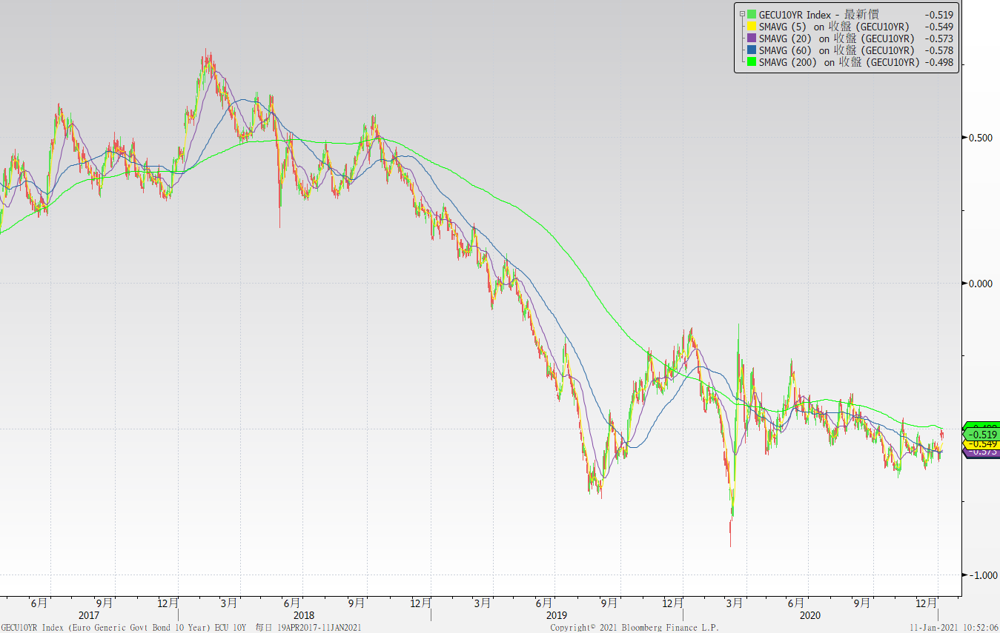 GECU10YR Index - 最新價 -0.519
SMAVG (5) on 收盤 (GECU10YR) -0.549
SMAVG (20) on 收盤 (GECU10YR) -0.573
SMAVG (60) on 收盤 (GECU10YR) -0.578
SMAVG (200) on 收盤 (GECU10YR) -0.498
0.500
0.000
-0.519
-0.549
-0.573
-1.000
6月 9月 12月 3月 6月 9月 12月 3月 6月 9月 12月 3月 6月 9月 12月
2017 2018 2019 2020
GECU10YR Index (Euro Generic Govt Bond 10 Year) ECU 10Y 每日 19APR2017-11JAN2021 Copyright© 2021 Bloomberg Finance L.P. 11-Jan-2021 10:52:06